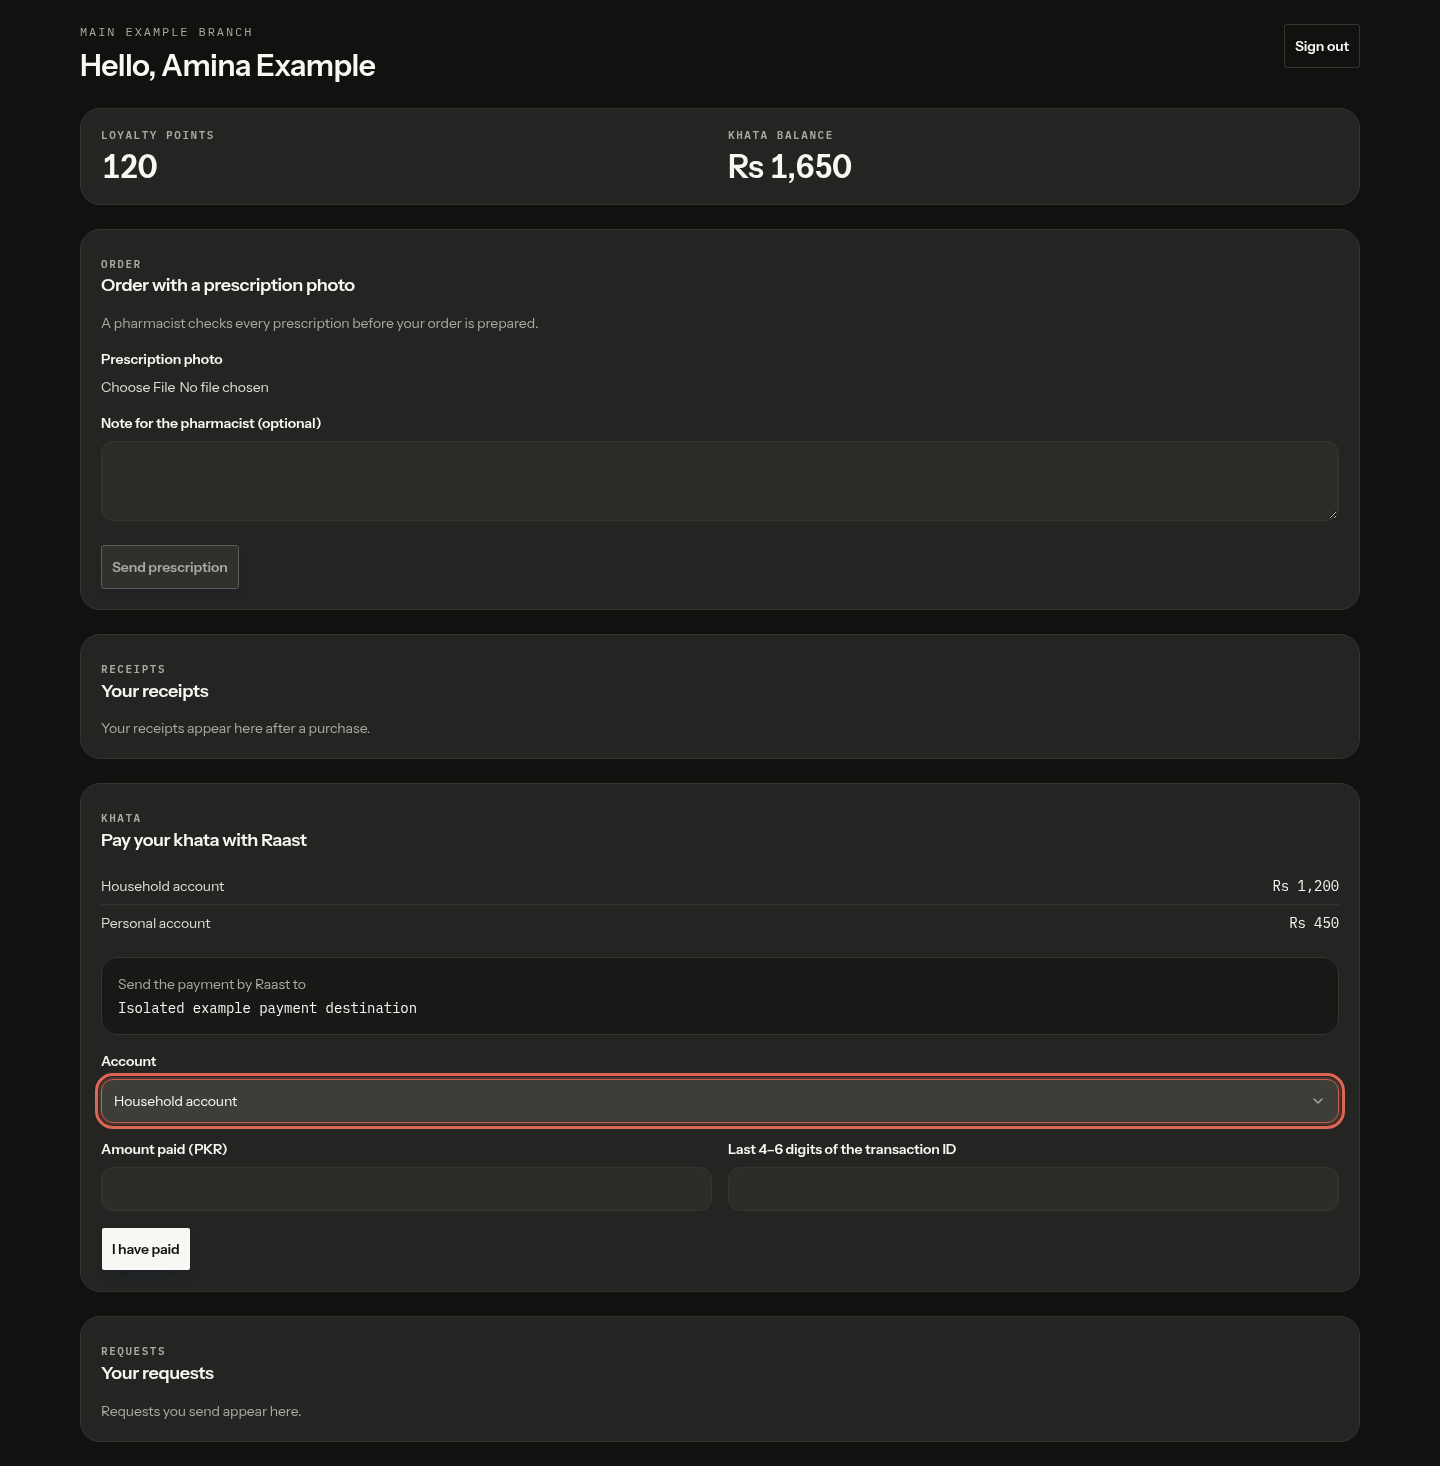 MAIN EXAMPLE BRANCH
Hello, Amina Example
Sign out
LOYALTY POINTS
120
KHATA BALANCE
Rs 1,650
ORDER
Order with a prescription photo
A pharmacist checks every prescription before your order is prepared.
Prescription photo
Choose File No file chosen
Note for the pharmacist (optional)
Send prescription
RECEIPTS
Your receipts
Your receipts appear here after a purchase.
KHATA
Pay your khata with Raast
Household account Rs 1,200
Personal account Rs 450
Send the payment by Raast to
Isolated example payment destination
Account
Household account
Amount paid (PKR)
Last 4–6 digits of the transaction ID
I have paid
REQUESTS
Your requests
Requests you send appear here.